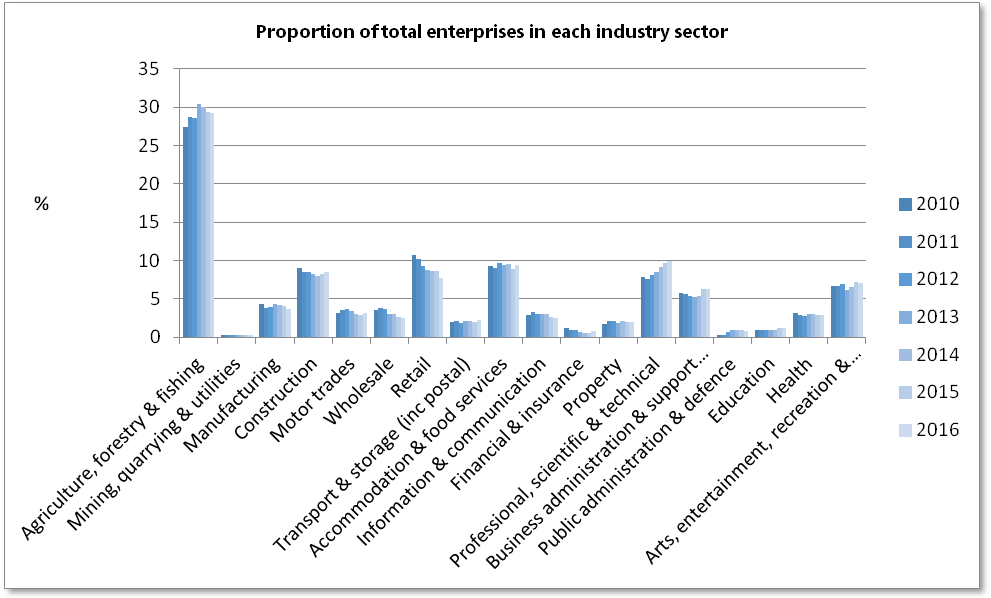 Proportion of total enterprises in each industry sector
35
30
25
20
15
10
5
0
%
Agriculture, forestry & fishing
Mining, quarrying & utilities
Manufacturing
Construction
Motor trades
Wholesale
Retail
Transport & storage (inc postal)
Accommodation & food services
Information & communication
Financial & insurance
Property
Professional, scientific & technical
Business administration & support...
Public administration & defence
Education
Health
Arts, entertainment, recreation &...
2010
2011
2012
2013
2014
2015
2016